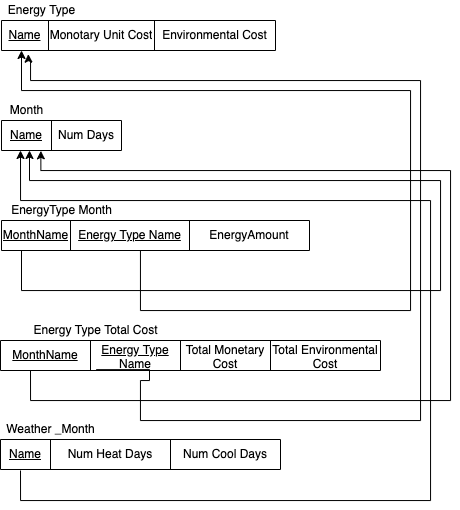 Energy Type
Name Monotary Unit Cost Environmental Cost
Month
Name Num Days
EnergyType Month
MonthName Energy Type Name EnergyAmount
Energy Type Total Cost
MonthName Energy Type Name Total Monetary Cost Total Environmental Cost
Weather _Month
Name Num Heat Days Num Cool Days